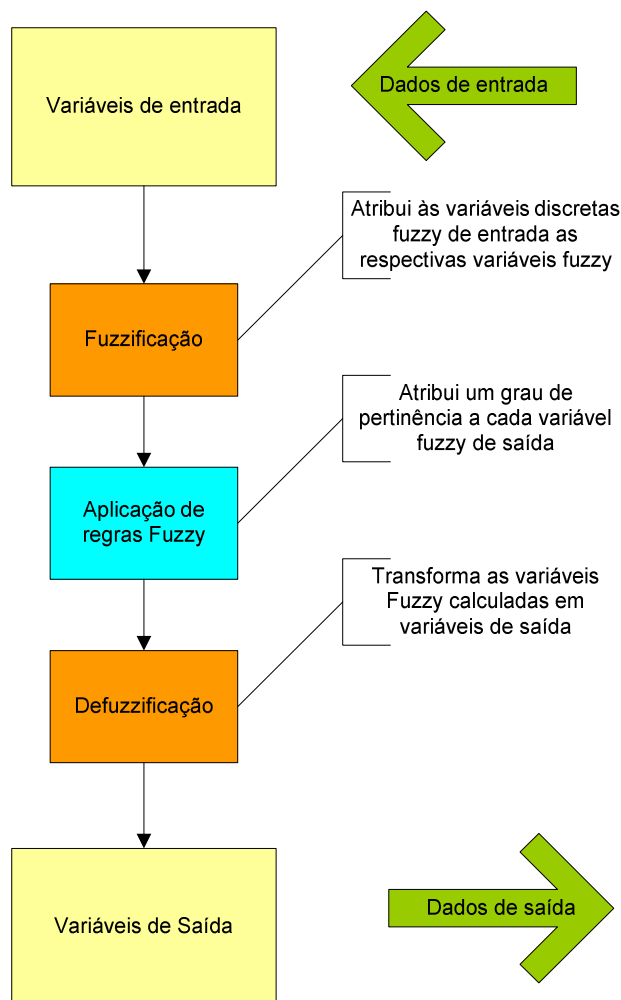 Variáveis de entrada
Dados de entrada
Atribui às variáveis discretas
fuzzy de entrada as
respectivas variáveis fuzzy
Fuzzificação
Atribui um grau de
pertinência a cada variável
fuzzy de saída
Aplicação de
regras Fuzzy
Transforma as variáveis
Fuzzy calculadas em
variáveis de saída
Defuzzificação
Variáveis de Saída
Dados de saída